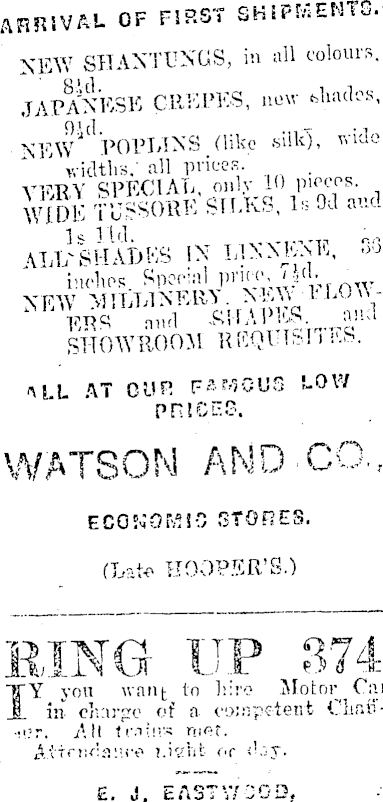 ARRIVAL OF FIRST SHIPMENTS.
NEW SHANTUNGS, in all colours,
8½d.
JAPANESE CREPES, new shades,
9½d.
NEW POPLINS (like silk), wide
widths, all prices.
VERY SPECIAL, only 10 pieces.
WIDE TUSSORE SILKS, 1s 9d and
1s 11d.
ALL SHADES IN LINNENE, 36
inches. Special price, 7½d.
NEW MILLINERY. NEW FLOW-
ERS and SHAPES, and
SHOWROOM REQUISITES.
ALL AT OUR FAMOUS LOW
PRICES.
WATSON AND CO.,
ECONOMIC STORES.
(Late HOOPER'S.)
RING UP 374
IY you want to hire Motor Car
in charge of a competent Chauff-
eur. All trains met.
Attendance night or day.
E. J. EASTWOOD,